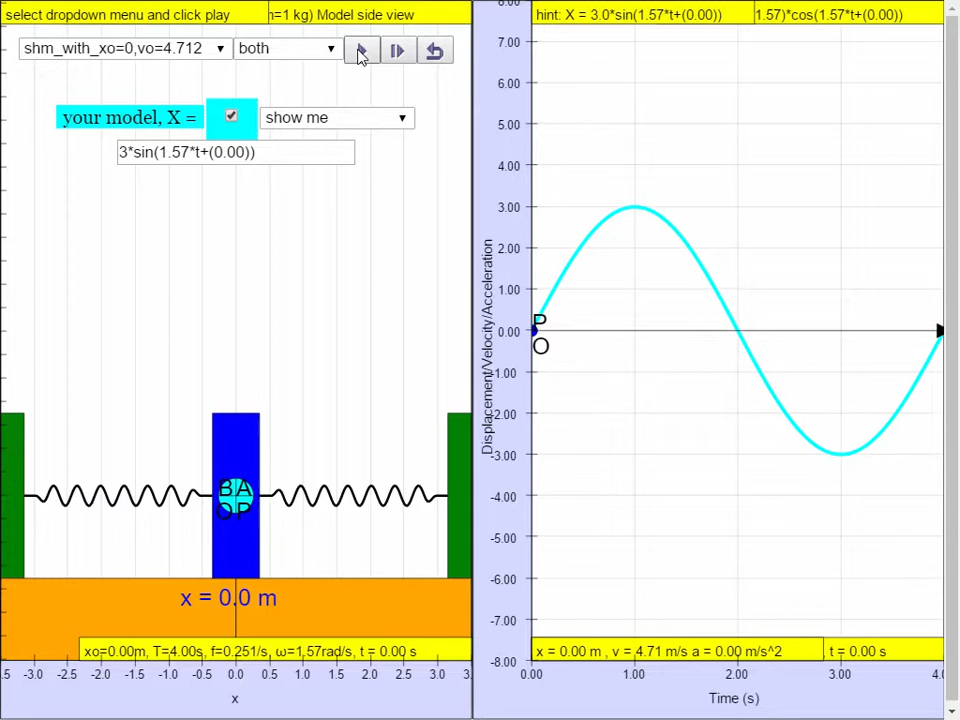 select dropdown menu and click play
n=1 kg) Model side view
shm_with_xo=0,vo=4.712
both
your model, X =
show me
3*sin(1.57*t+(0.00))
B A
O P
x = 0.0 m
xo=0.00m, T=4.00s, f=0.251/s, ω=1.57rad/s, t = 0.00 s
.5 -3.0 -2.5 -2.0 -1.5 -1.0 -0.5 0.0 0.5 1.0 1.5 2.0 2.5 3.0 3.
x
hint: X = 3.0*sin(1.57*t+(0.00))
1.57)*cos(1.57*t+(0.00))
8.00
7.00
6.00
5.00
4.00
3.00
2.00
1.00
0.00
-1.00
-2.00
-3.00
-4.00
-5.00
-6.00
-7.00
-8.00
Displacement/Velocity/Acceleration
P
O
x = 0.00 m , v = 4.71 m/s a = 0.00 m/s^2
, t = 0.00 s
0.00 1.00 2.00 3.00 4.0
Time (s)